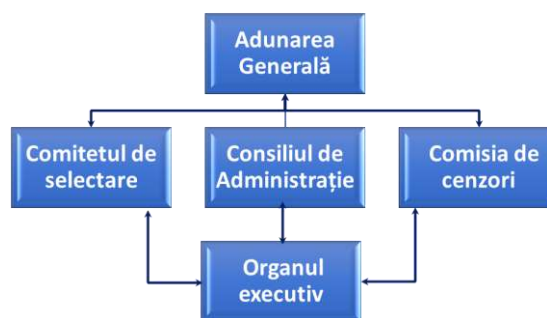 Adunarea
Generală
Comitetul de
selectare
Consiliul de
Administrație
Comisia de
cenzori
Organul
executiv